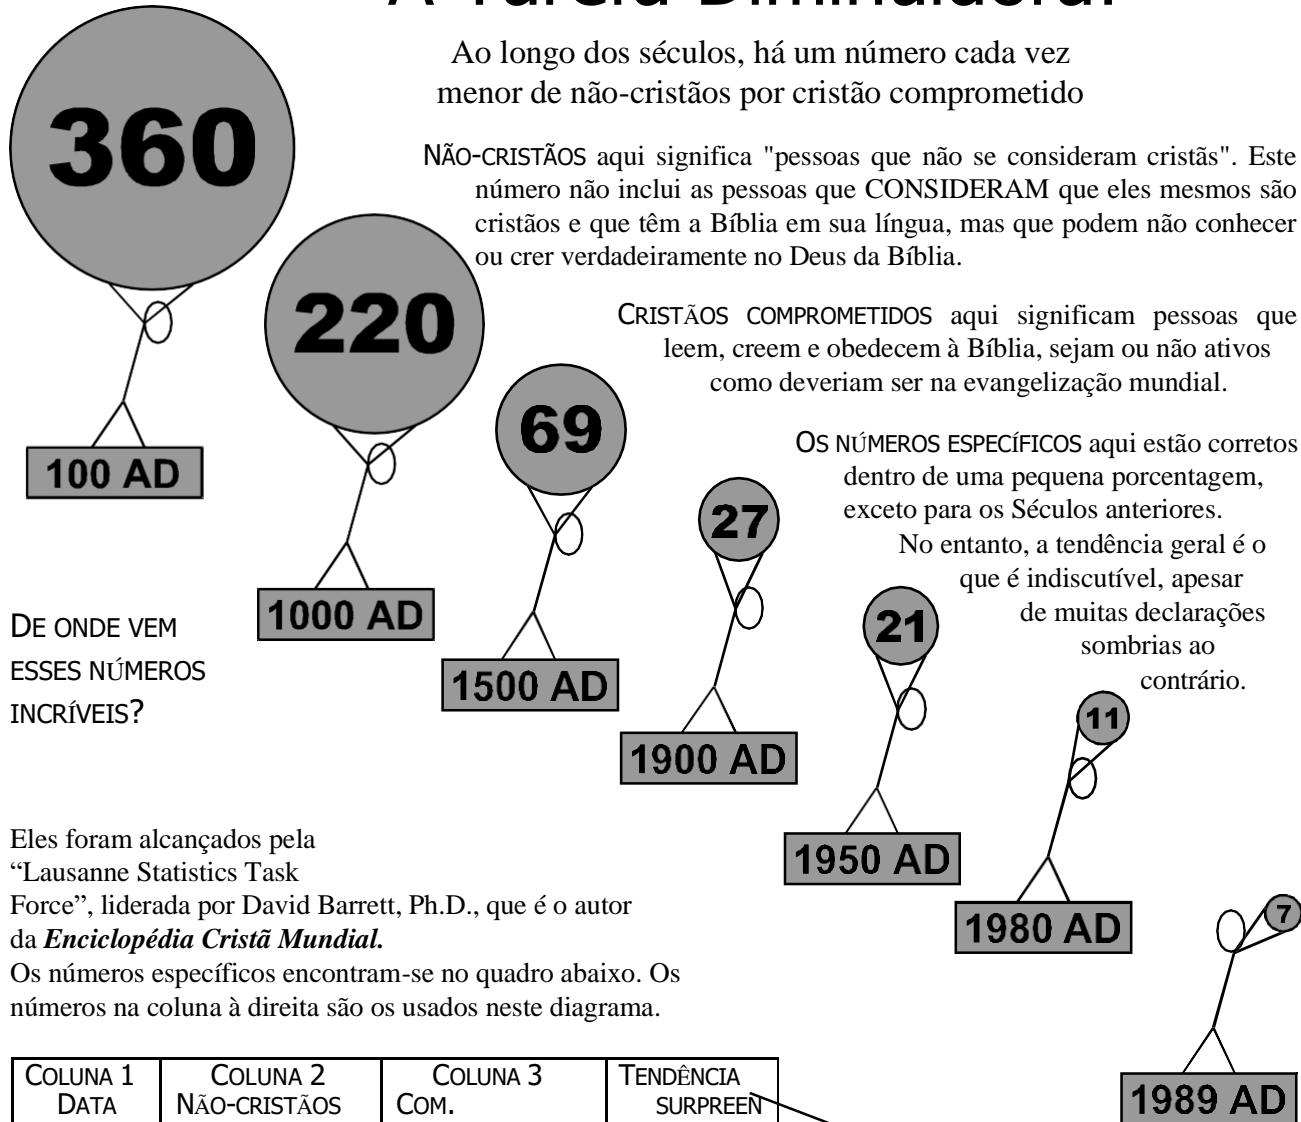 A Tarefa Diminuidora!
Ao longo dos séculos, há um número cada vez
menor de não-cristãos por cristão comprometido
360
NÃO-CRISTÃOS aqui significa "pessoas que não se consideram cristãs". Este
número não inclui as pessoas que CONSIDERAM que eles mesmos são
cristãos e que têm a Bíblia em sua língua, mas que podem não conhecer
ou crer verdadeiramente no Deus da Bíblia.
220
CRISTÃOS COMPROMETIDOS aqui significam pessoas que
leem, creem e obedecem à Bíblia, sejam ou não ativos
como deveriam ser na evangelização mundial.
69
100 AD
OS NÚMEROS ESPECÍFICOS aqui estão corretos
dentro de uma pequena porcentagem,
exceto para os Séculos anteriores.
No entanto, a tendência geral é o
que é indiscutível, apesar
de muitas declarações
sombrias ao
contrário.
27
1000 AD
21
1500 AD
11
1900 AD
1950 AD
1980 AD
7
1989 AD
DE ONDE VEM
ESSES NÚMEROS
INCRÍVEIS?
Eles foram alcançados pela
“Lausanne Statistics Task
Force”, liderada por David Barrett, Ph.D., que é o autor
da Enciclopédia Cristã Mundial.
Os números específicos encontram-se no quadro abaixo. Os
números na coluna à direita são os usados neste diagrama.
COLUNA 1 COLUNA 2 COLUNA 3 TENDÊNCIA
DATA NÃO-CRISTÃOS COM. SURPREEN